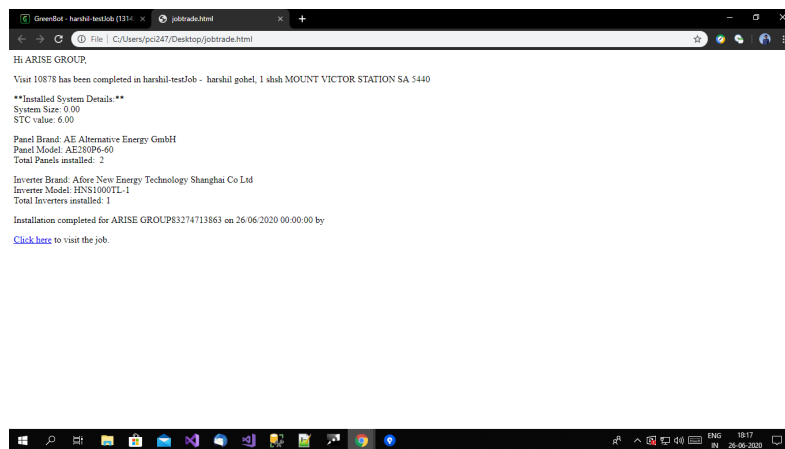 GreenBot - harshil-testJob (1314
jobtrade.html
File | C:/Users/pci247/Desktop/jobtrade.html
Hi ARISE GROUP,
Visit 10878 has been completed in harshil-testJob - harshil gohel, 1 shsh MOUNT VICTOR STATION SA 5440
**Installed System Details:**
System Size: 0.00
STC value: 6.00
Panel Brand: AE Alternative Energy GmbH
Panel Model: AE280P6-60
Total Panels installed: 2
Inverter Brand: Afore New Energy Technology Shanghai Co Ltd
Inverter Model: HNS1000TL-1
Total Inverters installed: 1
Installation completed for ARISE GROUP83274713863 on 26/06/2020 00:00:00 by
Click here to visit the job.
ENG 18:17
IN 26-06-2020